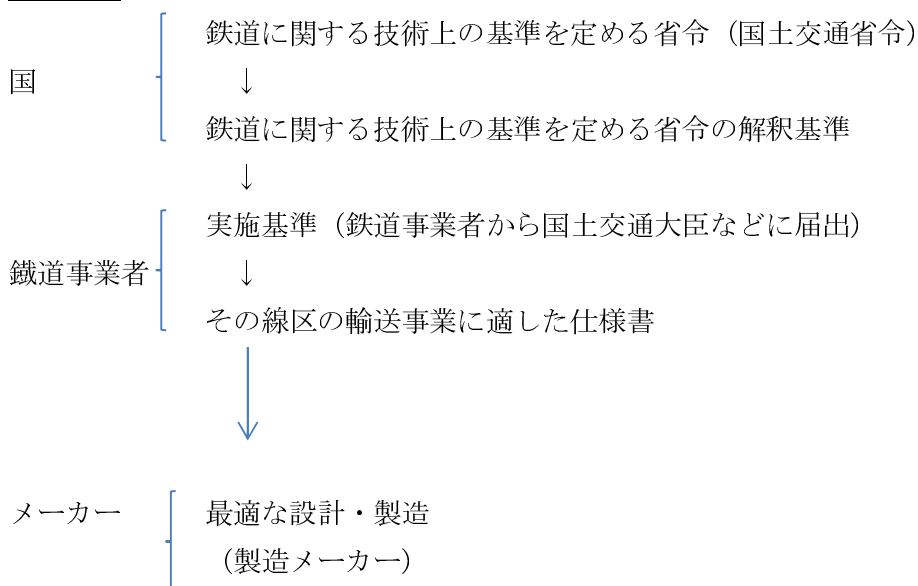 鉄道に関する技術上の基準を定める省令（国土交通省令）
国
↓
鉄道に関する技術上の基準を定める省令の解釈基準
↓
実施基準（鉄道事業者から国土交通大臣などに届出）
鐵道事業者
↓
その線区の輸送事業に適した仕様書
メーカー
最適な設計・製造
（製造メーカー）